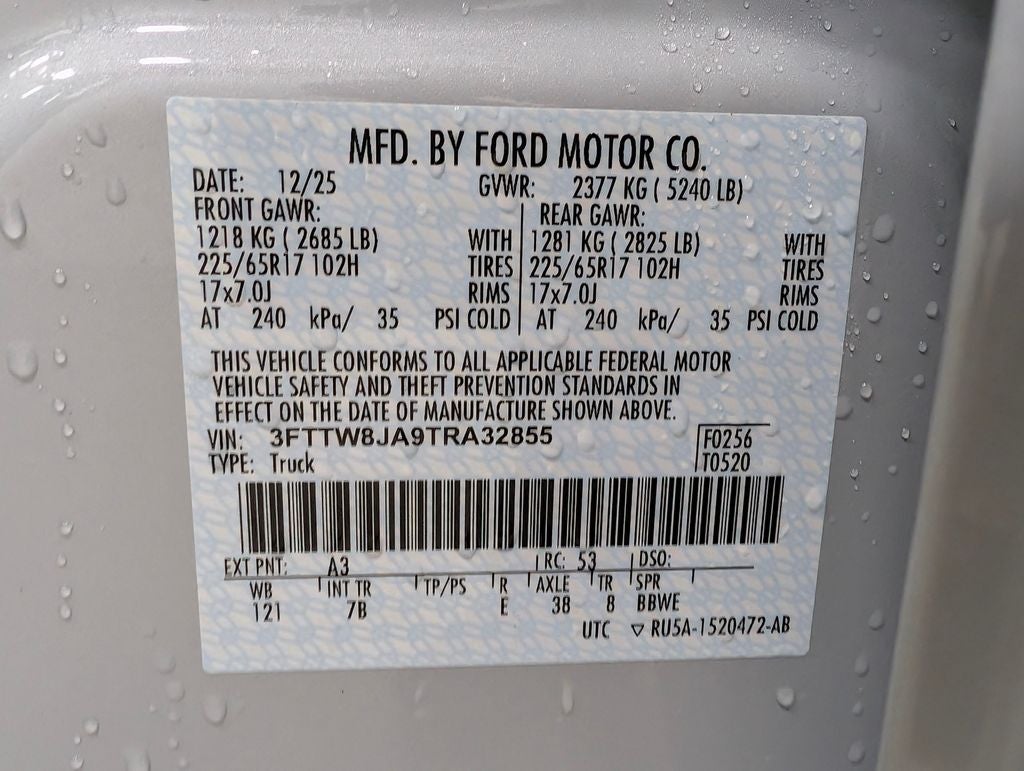 MFD. BY FORD MOTOR CO.
DATE: 12/25 GVWR: 2377 KG ( 5240 LB)
FRONT GAWR: REAR GAWR:
1218 KG ( 2685 LB) WITH 1281 KG ( 2825 LB) WITH
225/65R17 102H TIRES 225/65R17 102H TIRES
17x7.0J RIMS 17x7.0J RIMS
AT 240 kPa/ 35 PSI COLD AT 240 kPa/ 35 PSI COLD
THIS VEHICLE CONFORMS TO ALL APPLICABLE FEDERAL MOTOR
VEHICLE SAFETY AND THEFT PREVENTION STANDARDS IN
EFFECT ON THE DATE OF MANUFACTURE SHOWN ABOVE.
VIN: 3FTTW8JA9TRA32855 F0256
TYPE: Truck T0520
EXT PNT: A3 RC: 53 DSO:
WB INT TR TP/PS R AXLE TR SPR
121 7B E 38 8 BBWE
UTC ▽ RU5A-1520472-AB